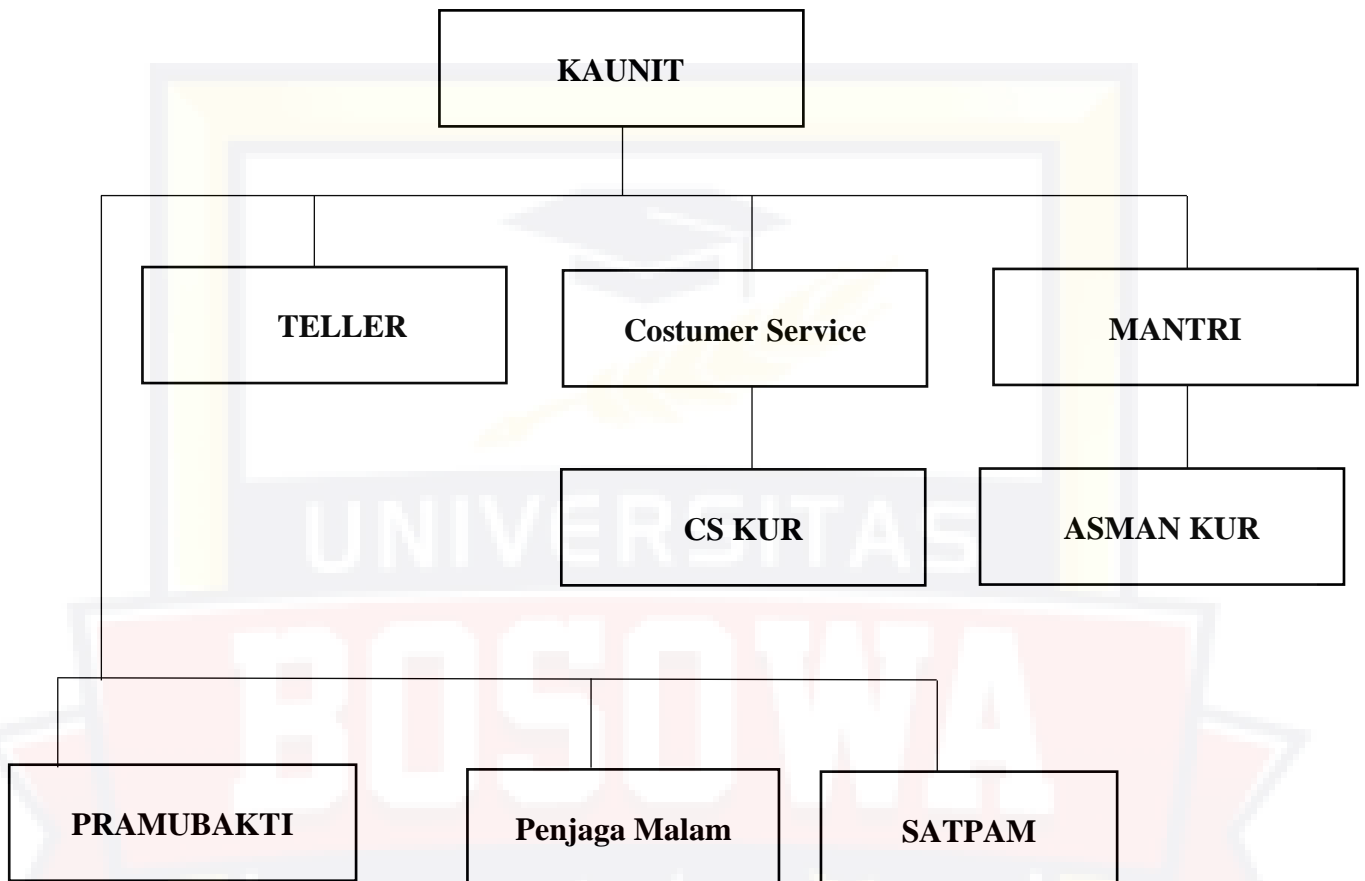 KAUNIT
TELLER
Costumer Service
MANTRI
CS KUR
ASMAN KUR
UNIVERSITAS
BOSOWA
PRAMUBAKTI
Penjaga Malam
SATPAM